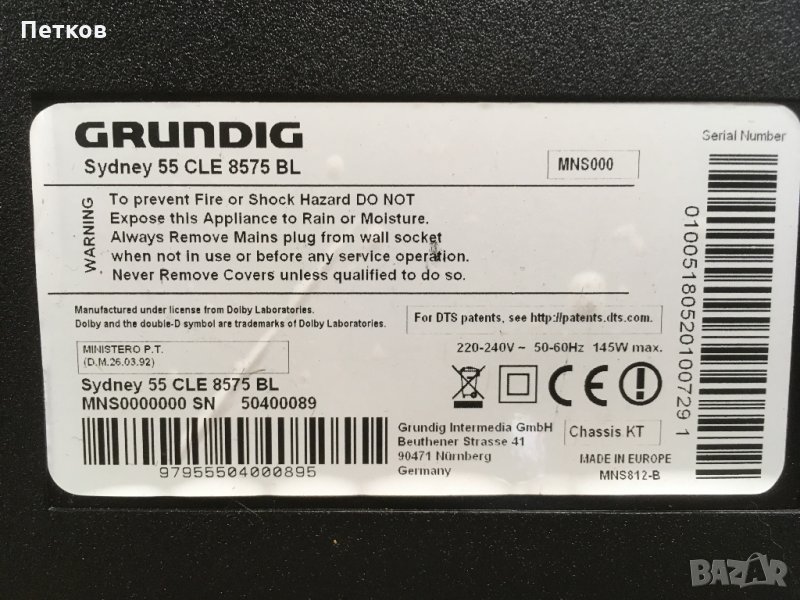 Петков
GRUNDIG
Sydney 55 CLE 8575 BL
MNS000
Serial Number
WARNING
To prevent Fire or Shock Hazard DO NOT
Expose this Appliance to Rain or Moisture.
Always Remove Mains plug from wall socket
when not in use or before any service operation.
Never Remove Covers unless qualified to do so.
Manufactured under license from Dolby Laboratories.
Dolby and the double-D symbol are trademarks of Dolby Laboratories.
For DTS patents, see http://patents.dts.com.
MINISTERO P.T.
(D.M.26.03.92)
220-240V ~ 50-60Hz 145W max.
Sydney 55 CLE 8575 BL
MNS0000000 SN 50400089
CE
97955504000895
Grundig Intermedia GmbH
Beuthener Strasse 41
90471 Nürnberg
Germany
Chassis KT
MADE IN EUROPE
MNS812-B
01005180520100729 1
BAZAR